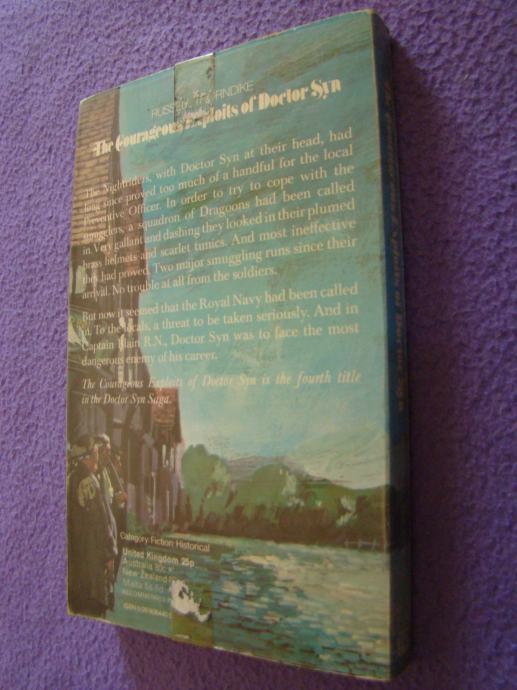 The Courageous Exploits of Doctor Syn
The Nightriders, with Doctor Syn at their head, had
long since proved too much of a handful for the local
Preventive Officer. In order to try to cope with the
smugglers, a squadron of Dragoons had been called
in. Very gallant and dashing they looked in their plumed
brass helmets and scarlet tunics. And most ineffective
they had proved. Two major smuggling runs since their
arrival. No trouble at all from the soldiers.
But now it seemed that the Royal Navy had been called
in. To the locals, a threat to be taken seriously. And in
Captain Blain R.N., Doctor Syn was to face the most
dangerous enemy of his career.
The Courageous Exploits of Doctor Syn is the fourth title
in the Doctor Syn Saga.
Category Fiction Historical
United Kingdom 25p
Australia 80c
New Zealand
Malta
ISBN